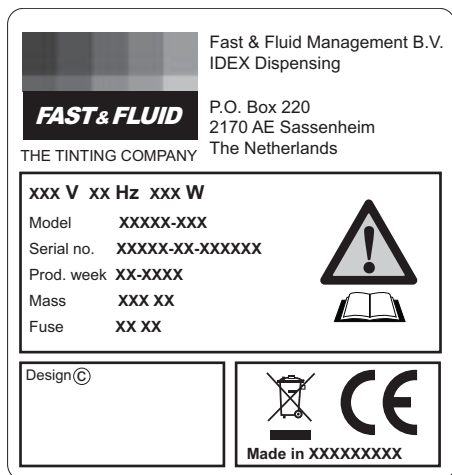 Fast & Fluid Management B.V.
IDEX Dispensing
FAST & FLUID
THE TINTING COMPANY
P.O. Box 220
2170 AE Sassenheim
The Netherlands
xxx V xx Hz xxx W
Model XXXXX-XXX
Serial no. XXXXX-XX-XXXXXX
Prod. week XX-XXXX
Mass XXX XX
Fuse XX XX
Design ©
CE
Made in XXXXXXXXX